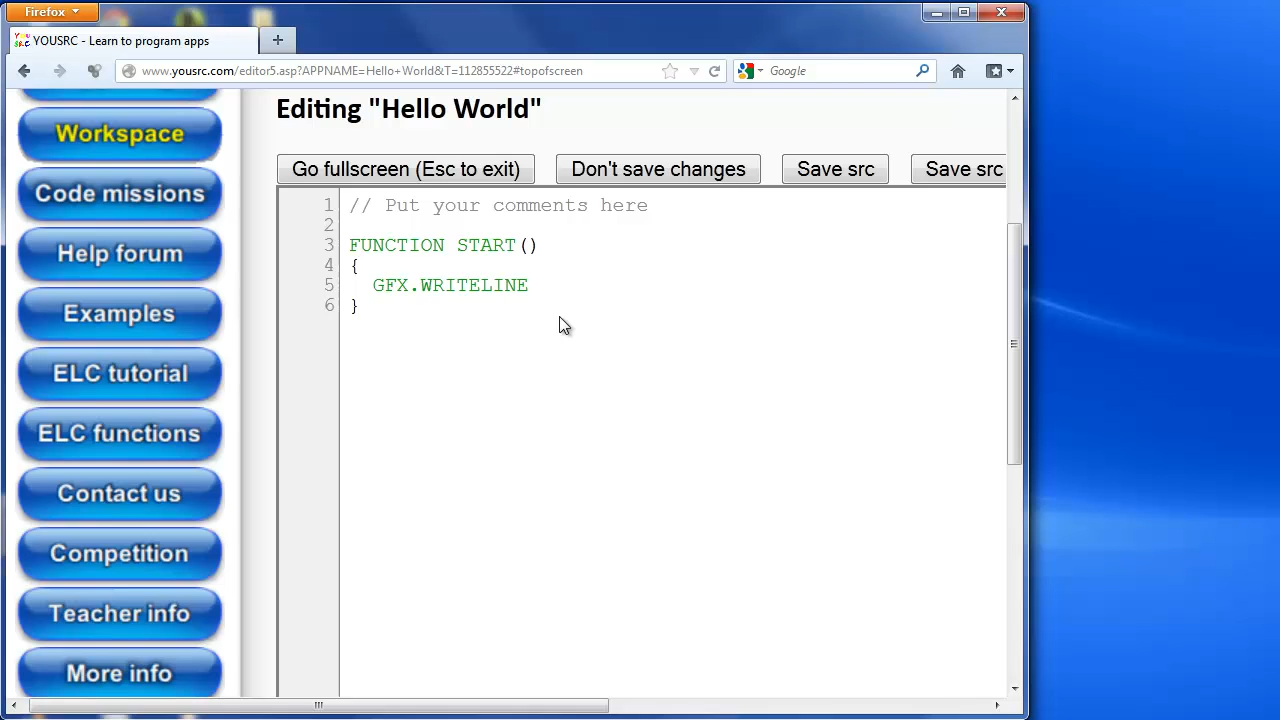 Firefox
YOUSRC - Learn to program apps
www.yousrc.com/editor5.asp?APPNAME=Hello+World&T=112855522#topofscreen
Google
Workspace
Code missions
Help forum
Examples
ELC tutorial
ELC functions
Contact us
Competition
Teacher info
More info
Editing "Hello World"
Go fullscreen (Esc to exit) Don't save changes Save src Save src
1 // Put your comments here
2
3 FUNCTION START()
4 {
5 GFX.WRITELINE
6 }